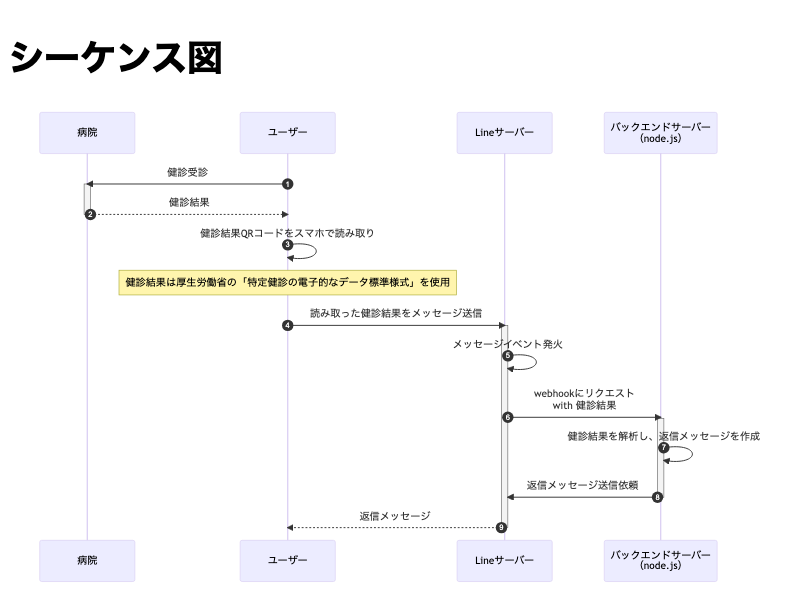 シーケンス図
病院
ユーザー
Lineサーバー
バックエンドサーバー
(node.js)
健診受診
1
健診結果
2
健診結果QRコードをスマホで読み取り
3
健診結果は厚生労働省の「特定健診の電子的なデータ標準様式」を使用
読み取った健診結果をメッセージ送信
4
メッセージイベント発火
5
webhookにリクエスト
with 健診結果
6
健診結果を解析し、返信メッセージを作成
7
返信メッセージ送信依頼
8
返信メッセージ
9
病院
ユーザー
Lineサーバー
バックエンドサーバー
(node.js)